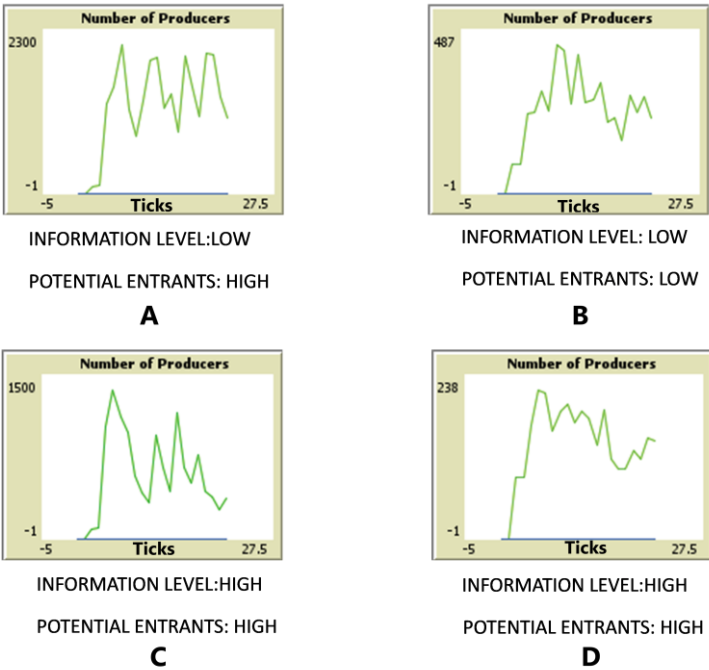 Number of Producers
2300
-1
-5
Ticks
27.5
INFORMATION LEVEL:LOW
POTENTIAL ENTRANTS: HIGH
A
Number of Producers
487
-1
-5
Ticks
27.5
INFORMATION LEVEL: LOW
POTENTIAL ENTRANTS: LOW
B
Number of Producers
1500
-1
-5
Ticks
27.5
INFORMATION LEVEL:HIGH
POTENTIAL ENTRANTS: HIGH
C
Number of Producers
238
-1
-5
Ticks
27.5
INFORMATION LEVEL:HIGH
POTENTIAL ENTRANTS: HIGH
D